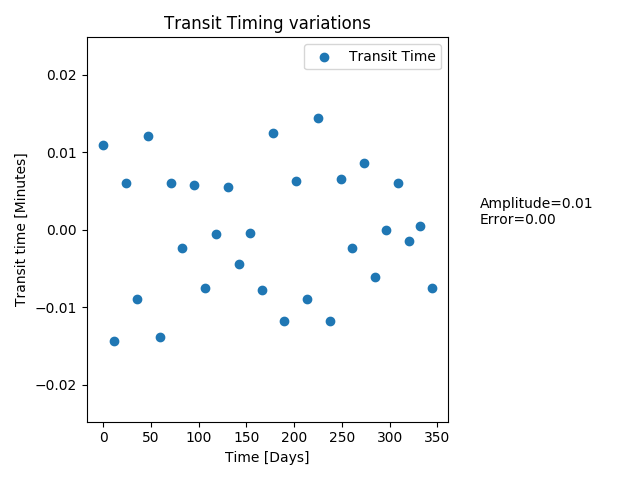 Transit Timing variations
Transit Time
0.02
0.01
0.00
−0.01
−0.02
Transit time [Minutes]
0 50 100 150 200 250 300 350
Time [Days]
Amplitude=0.01
Error=0.00